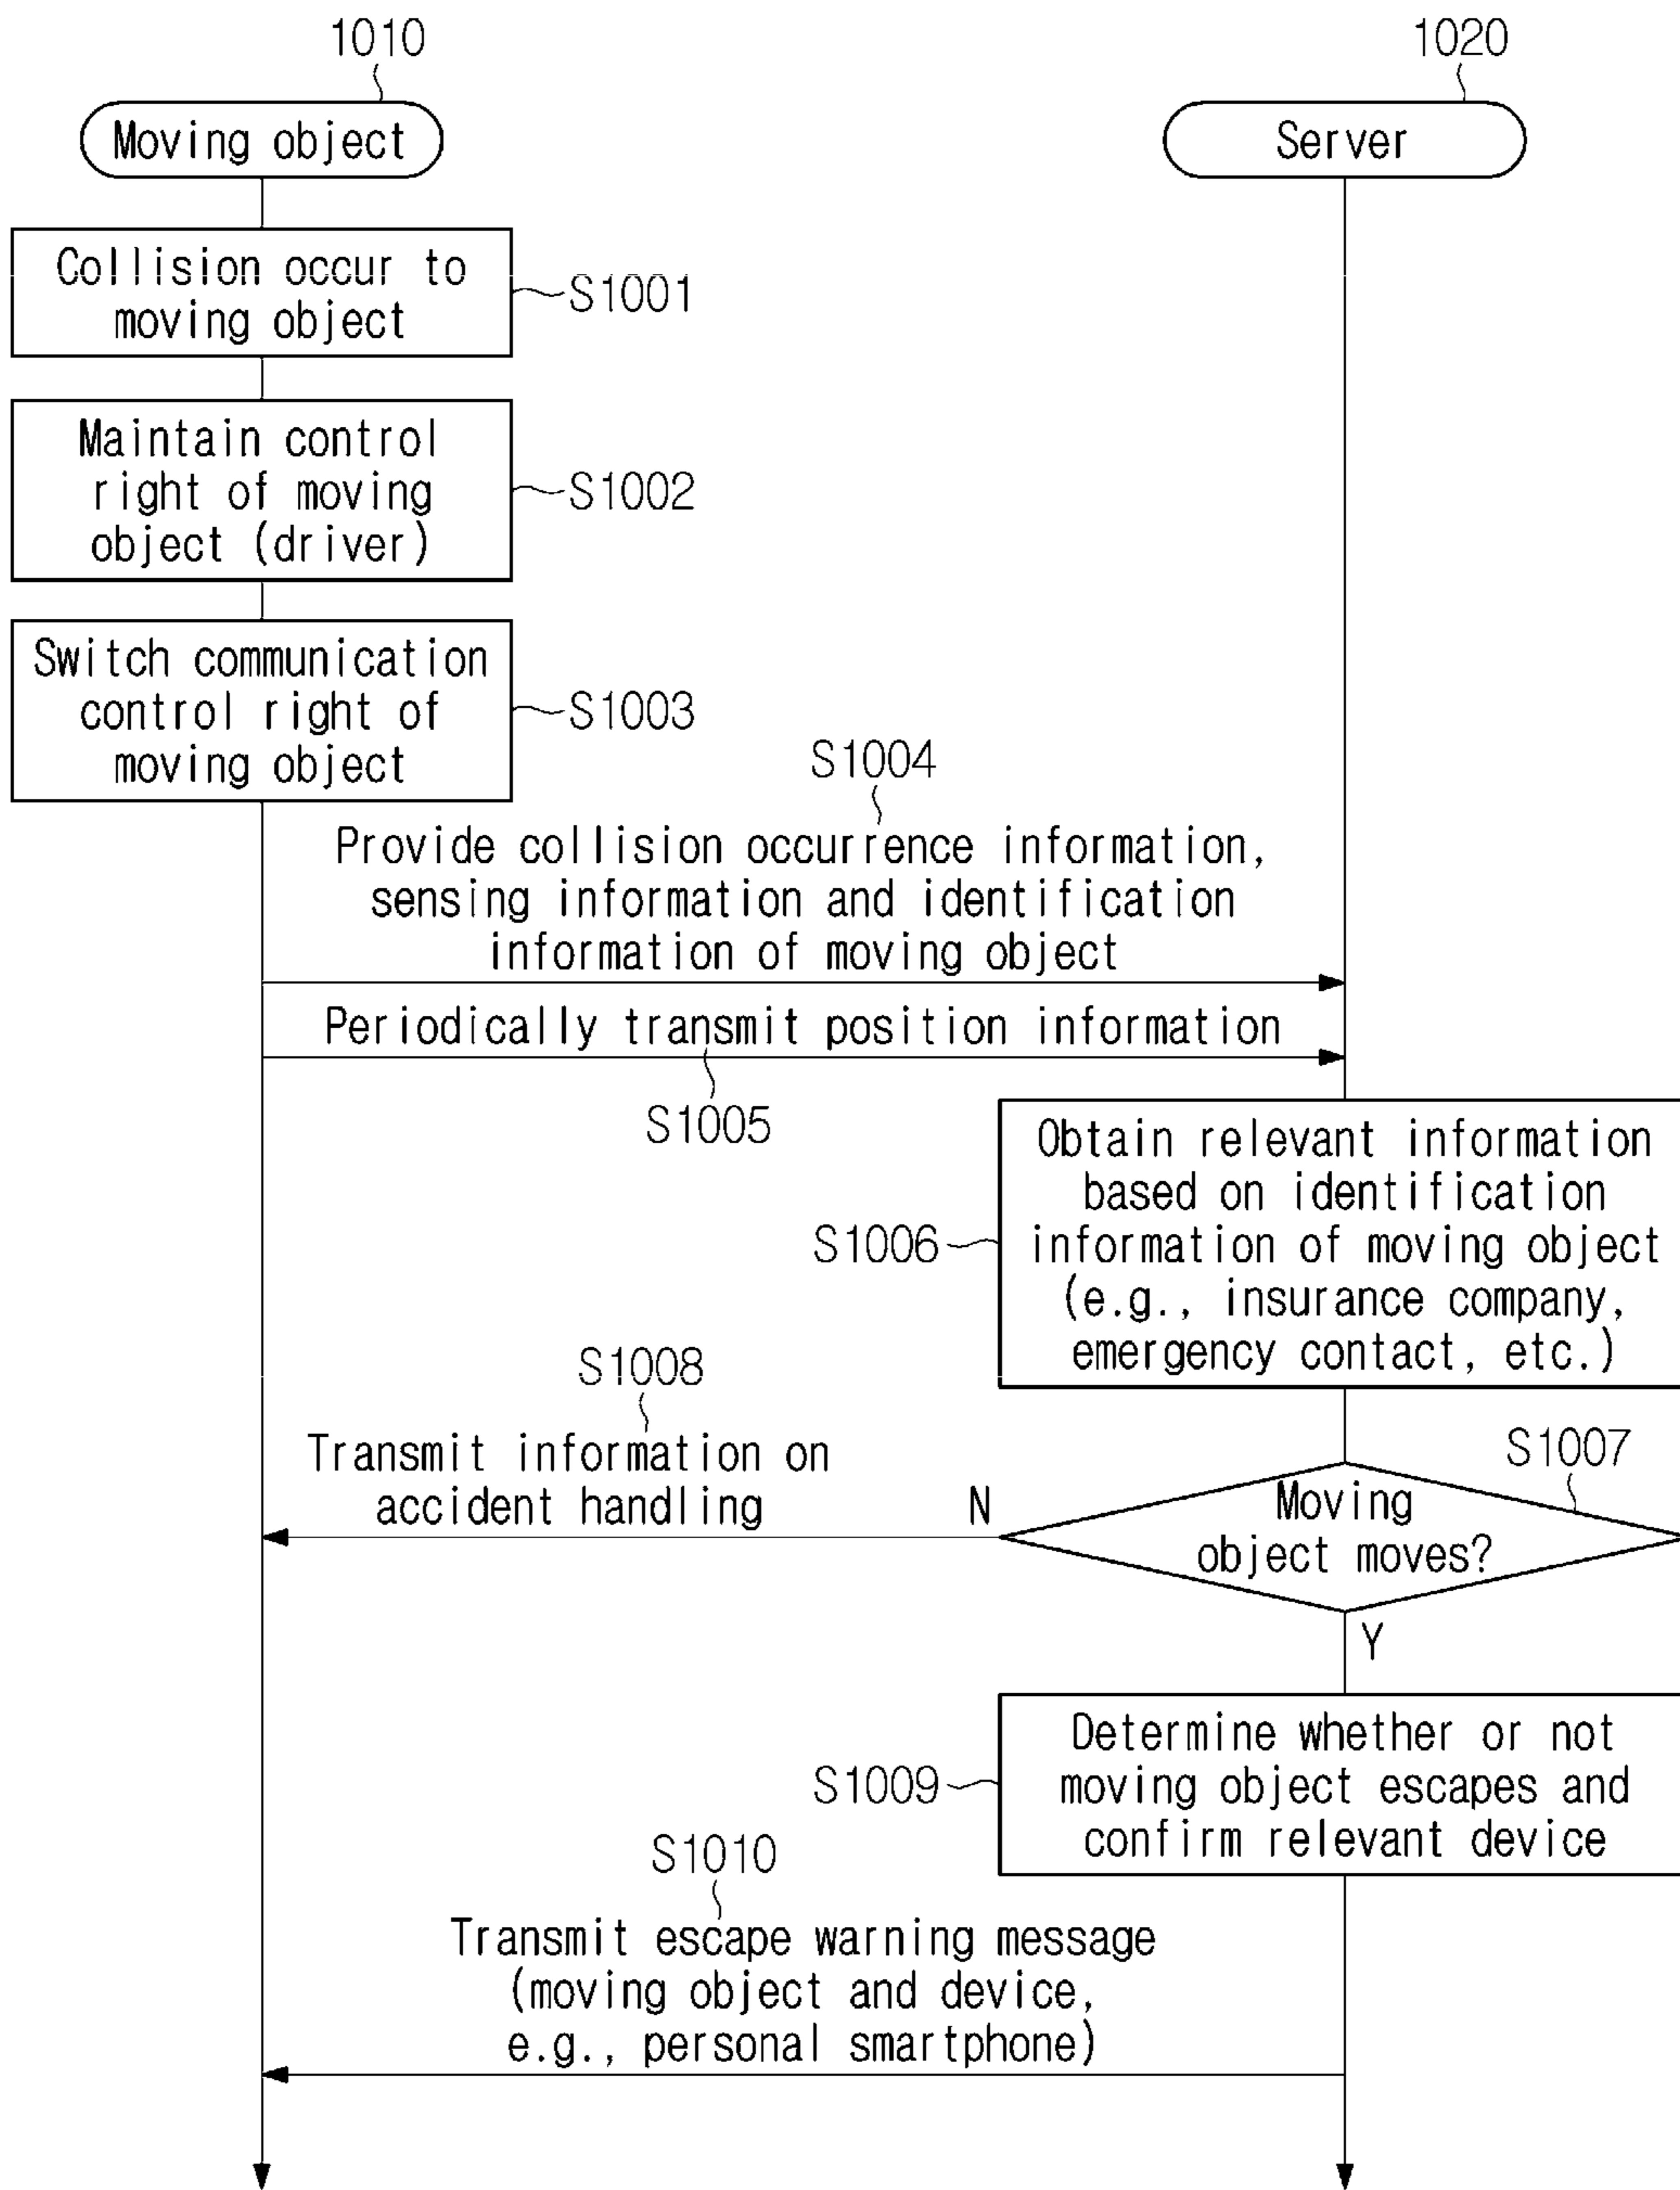 1010
1020
Moving object
Server
Collision occur to
moving object
S1001
Maintain control
right of moving
object (driver)
S1002
Switch communication
control right of
moving object
S1003
S1004
Provide collision occurrence information,
sensing information and identification
information of moving object
Periodically transmit position information
S1005
Obtain relevant information
based on identification
information of moving object
(e.g., insurance company,
emergency contact, etc.)
S1006
S1008
Transmit information on
accident handling
N
S1007
Moving
object moves?
Y
Determine whether or not
moving object escapes and
confirm relevant device
S1009
S1010
Transmit escape warning message
(moving object and device,
e.g., personal smartphone)